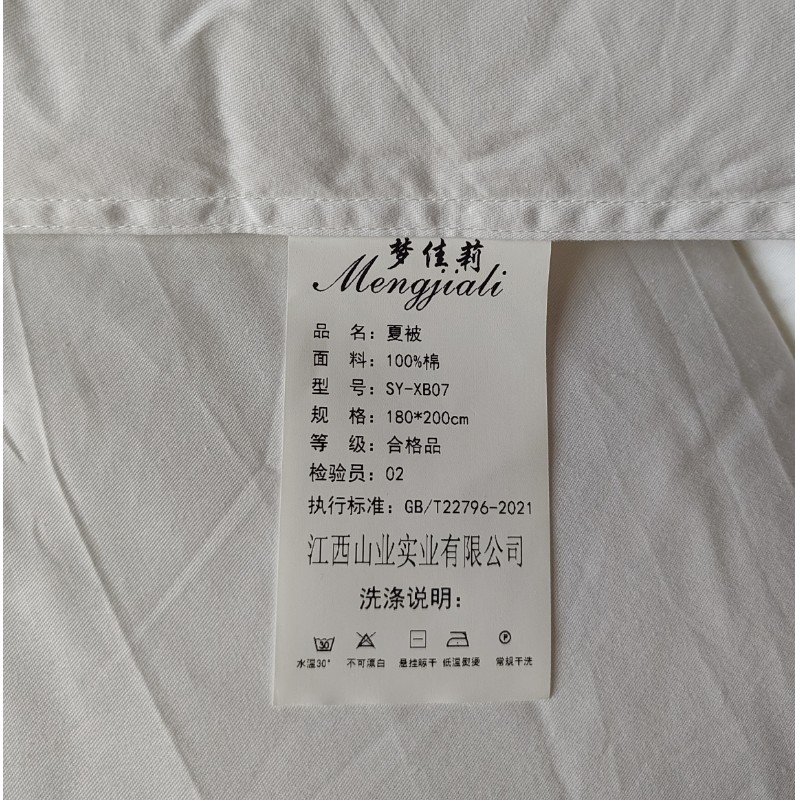 梦佳莉
Mengjiali
品 名：夏被
面 料：100%棉
型 号：SY-XB07
规 格：180*200cm
等 级：合格品
检验员：02
执行标准：GB/T22796-2021
江西山业实业有限公司
洗涤说明：
30 P
水温30° 不可漂白 悬挂晾干 低温熨烫 常规干洗